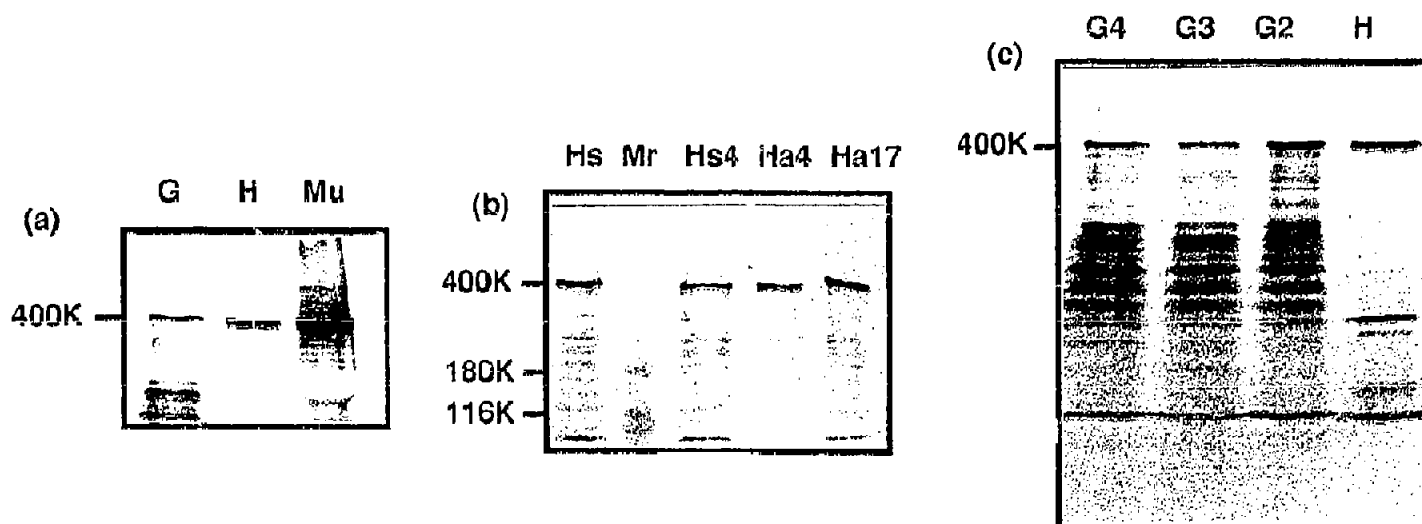 (a)
G H Mu
400K
(b)
Hs Mr Hs4 Ha4 Ha17
400K
180K
116K
(c)
G4 G3 G2 H
400K